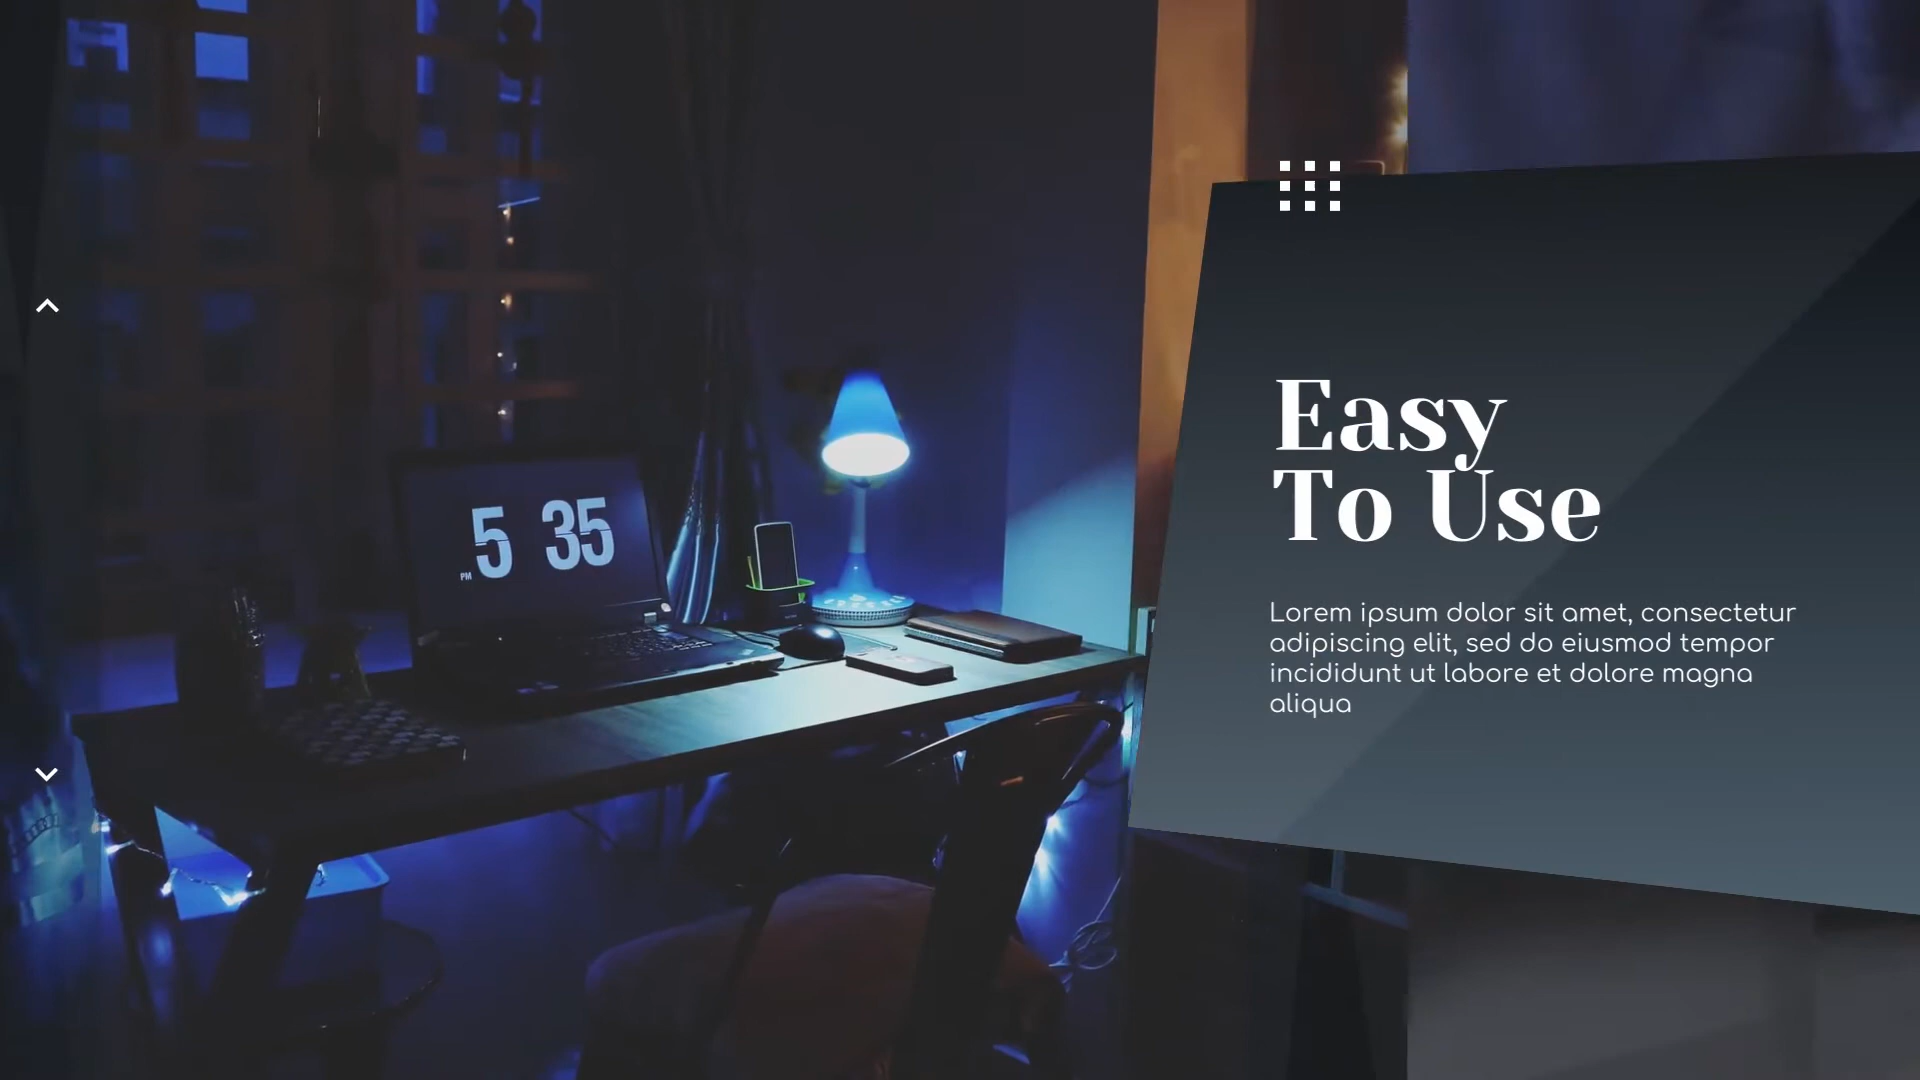 5 35
PM
Easy
To Use
Lorem ipsum dolor sit amet, consectetur
adipiscing elit, sed do eiusmod tempor
incididunt ut labore et dolore magna
aliqua